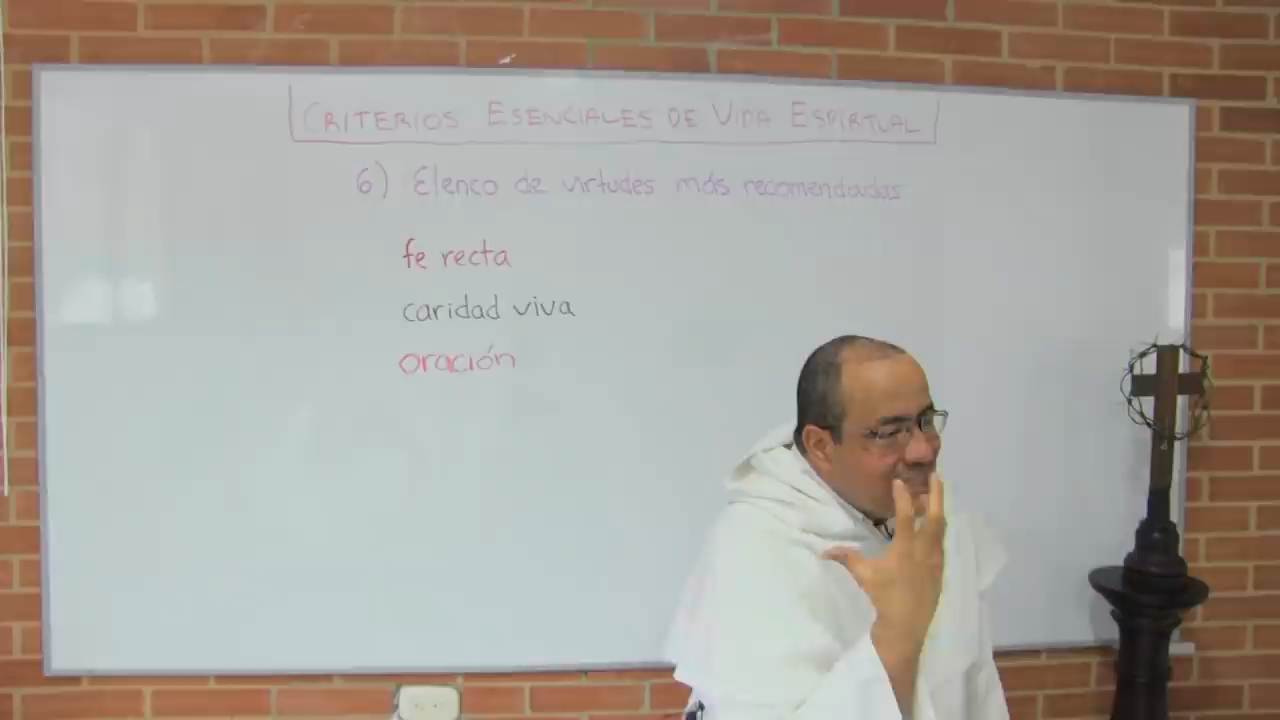 CRITERIOS ESENCIALES DE VIDA ESPIRTUAL
6) Elenco de virtudes más recomendadas
fe recta
caridad viva
oración